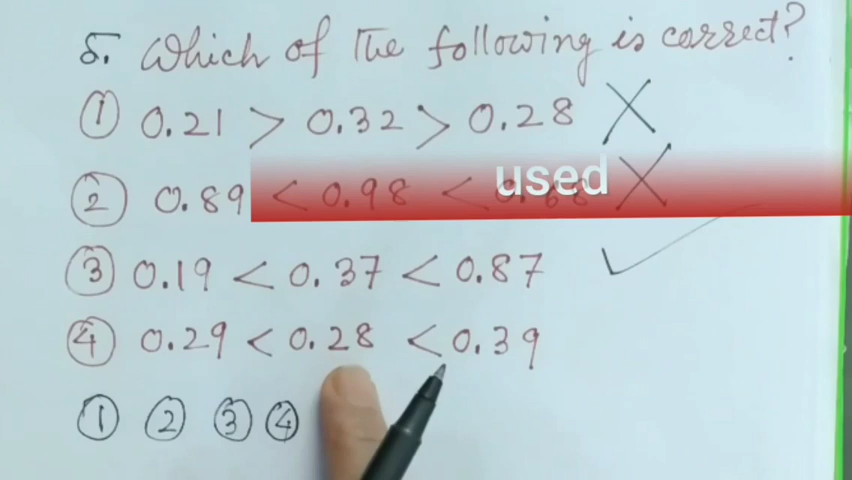 5. Which of the following is correct?
① 0.21 > 0.32 > 0.28 X
② 0.89 < 0.98 < 0.68 X
used
③ 0.19 < 0.37 < 0.87 ✓
④ 0.29 < 0.28 < 0.39
① ② ③ ④